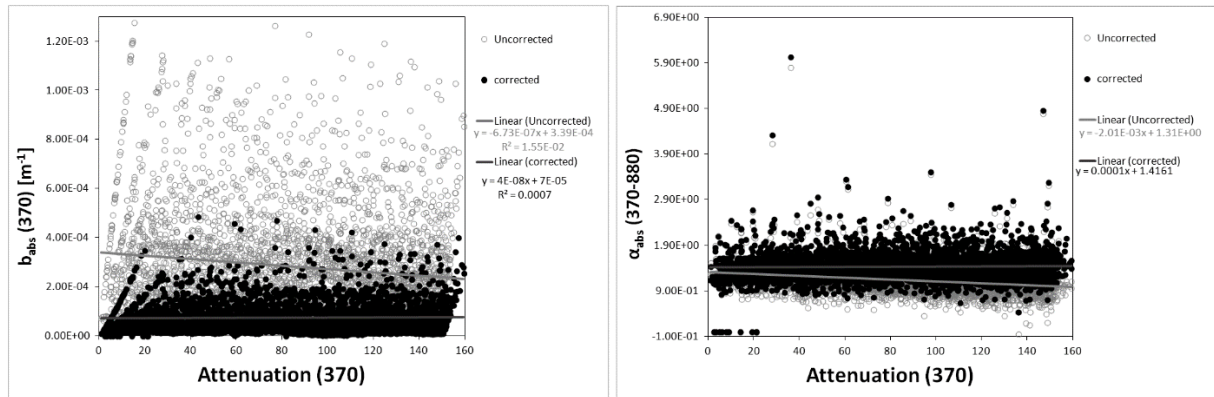 1.20E-03
1.00E-03
8.00E-04
6.00E-04
4.00E-04
2.00E-04
0.00E+00
b_abs (370) [m⁻¹]
0 20 40 60 80 100 120 140 160
Attenuation (370)
Uncorrected
corrected
Linear (Uncorrected)
y = -6.73E-07x + 3.39E-04
R² = 1.55E-02
Linear (corrected)
y = 4E-08x + 7E-05
R² = 0.0007
6.90E+00
5.90E+00
4.90E+00
3.90E+00
2.90E+00
1.90E+00
9.00E-01
-1.00E-01
α_abs (370-880)
0 20 40 60 80 100 120 140 160
Attenuation (370)
Uncorrected
corrected
Linear (Uncorrected)
y = -2.01E-03x + 1.31E+00
Linear (corrected)
y = 0.0001x + 1.4161